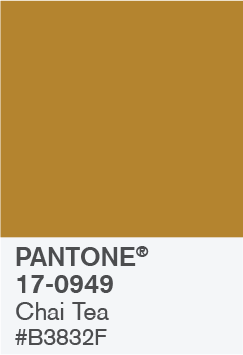 PANTONE®
17-0949
Chai Tea
#B3832F